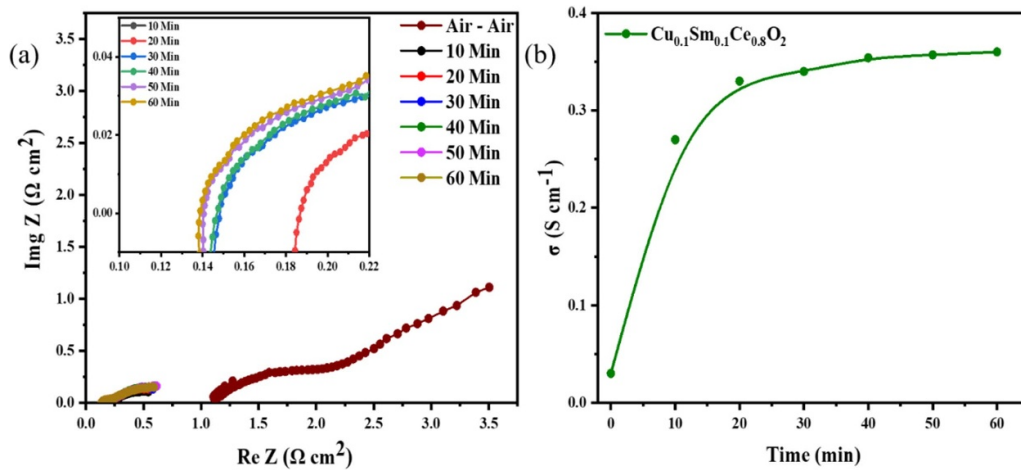 (a)
Img Z (Ω cm²)
3.5
3.0
2.5
2.0
1.5
1.0
0.5
0.0
0.0 0.5 1.0 1.5 2.0 2.5 3.0 3.5
Re Z (Ω cm²)
10 Min
20 Min
30 Min
40 Min
50 Min
60 Min
0.04
0.02
0.00
0.10 0.12 0.14 0.16 0.18 0.20 0.22
Air - Air
10 Min
20 Min
30 Min
40 Min
50 Min
60 Min
(b)
Cu₀.₁Sm₀.₁Ce₀.₈O₂
σ (S cm⁻¹)
0.4
0.3
0.2
0.1
0.0
0 10 20 30 40 50 60
Time (min)